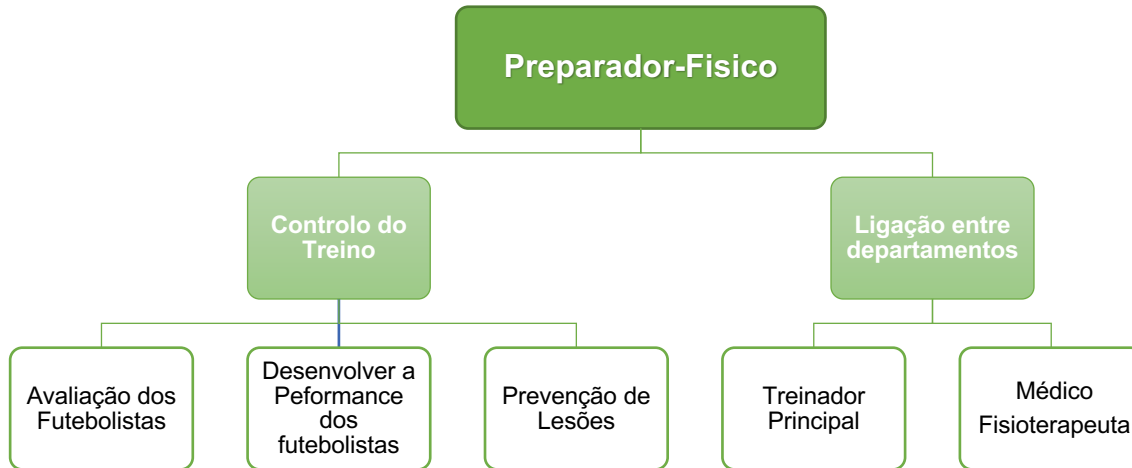 Preparador-Fisico
Controlo do
Treino
Ligação entre
departamentos
Avaliação dos
Futebolistas
Desenvolver a
Peformance
dos
futebolistas
Prevenção de
Lesões
Treinador
Principal
Médico
Fisioterapeuta